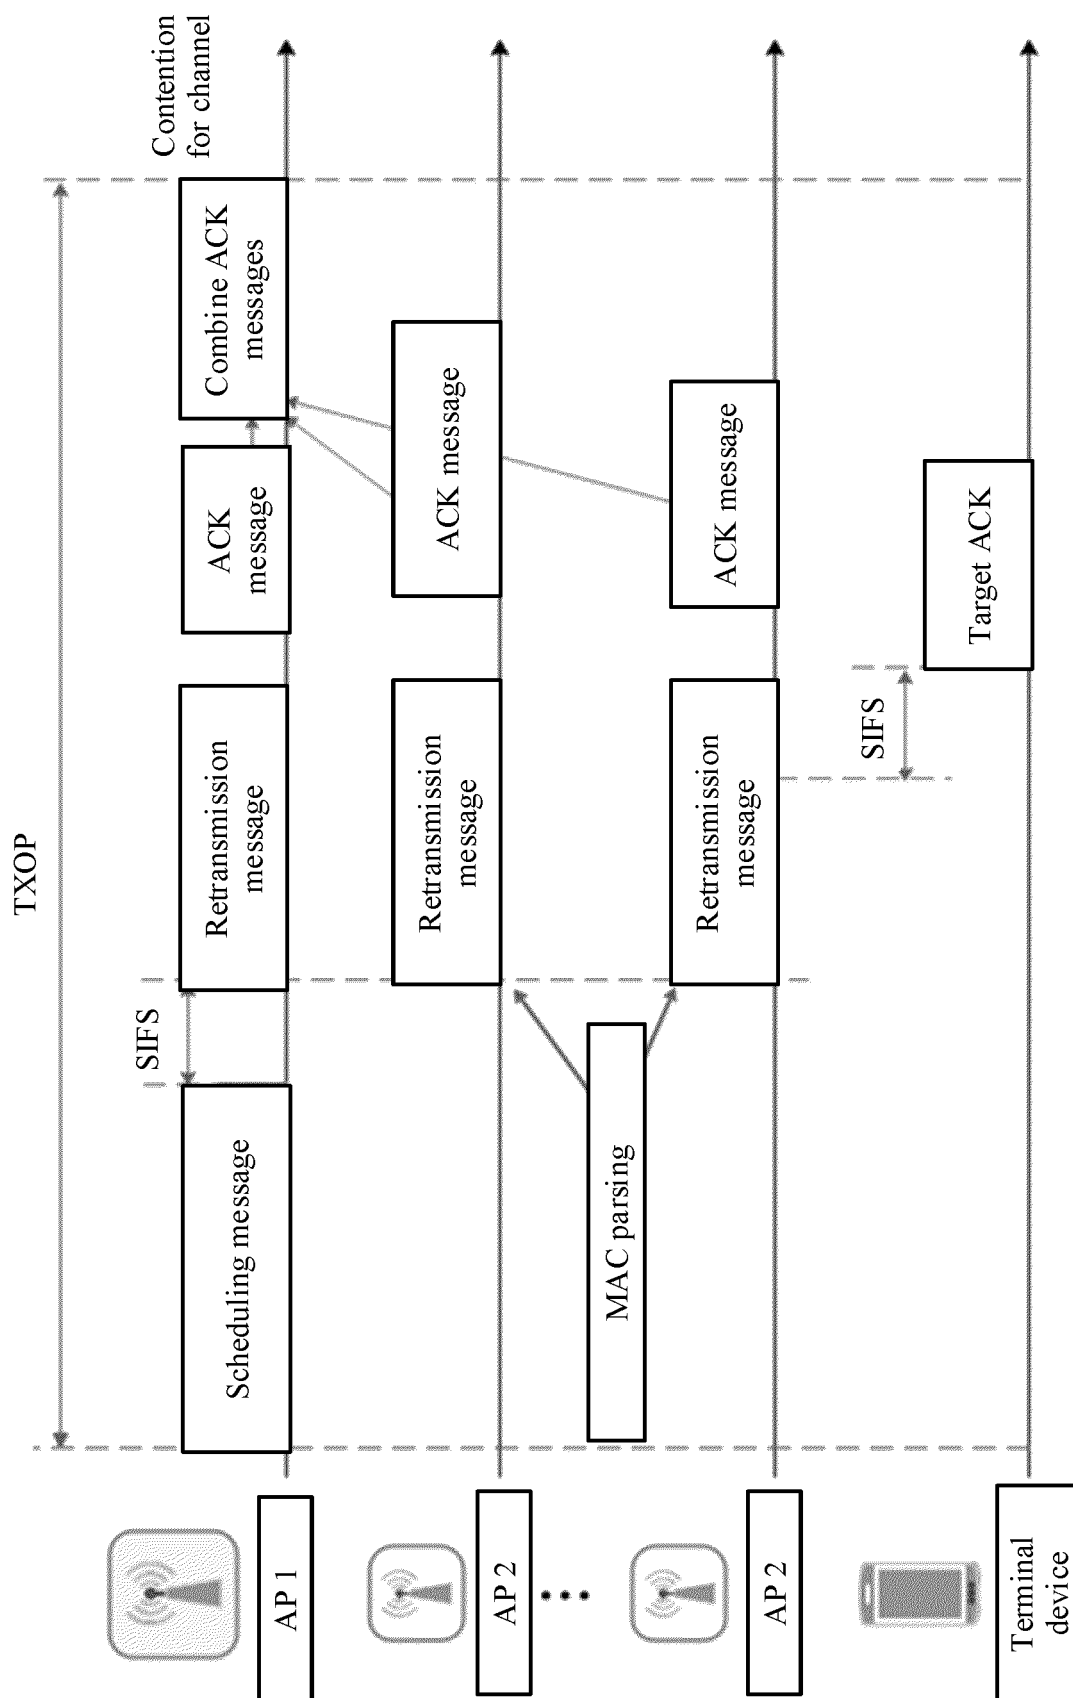 TXOP
Contention
for channel
SIFS
Scheduling message
Retransmission
message
ACK
message
Combine ACK
messages
AP 1
Retransmission
message
ACK message
AP 2
MAC parsing
Retransmission
message
ACK message
AP 2
SIFS
Target ACK
Terminal
device